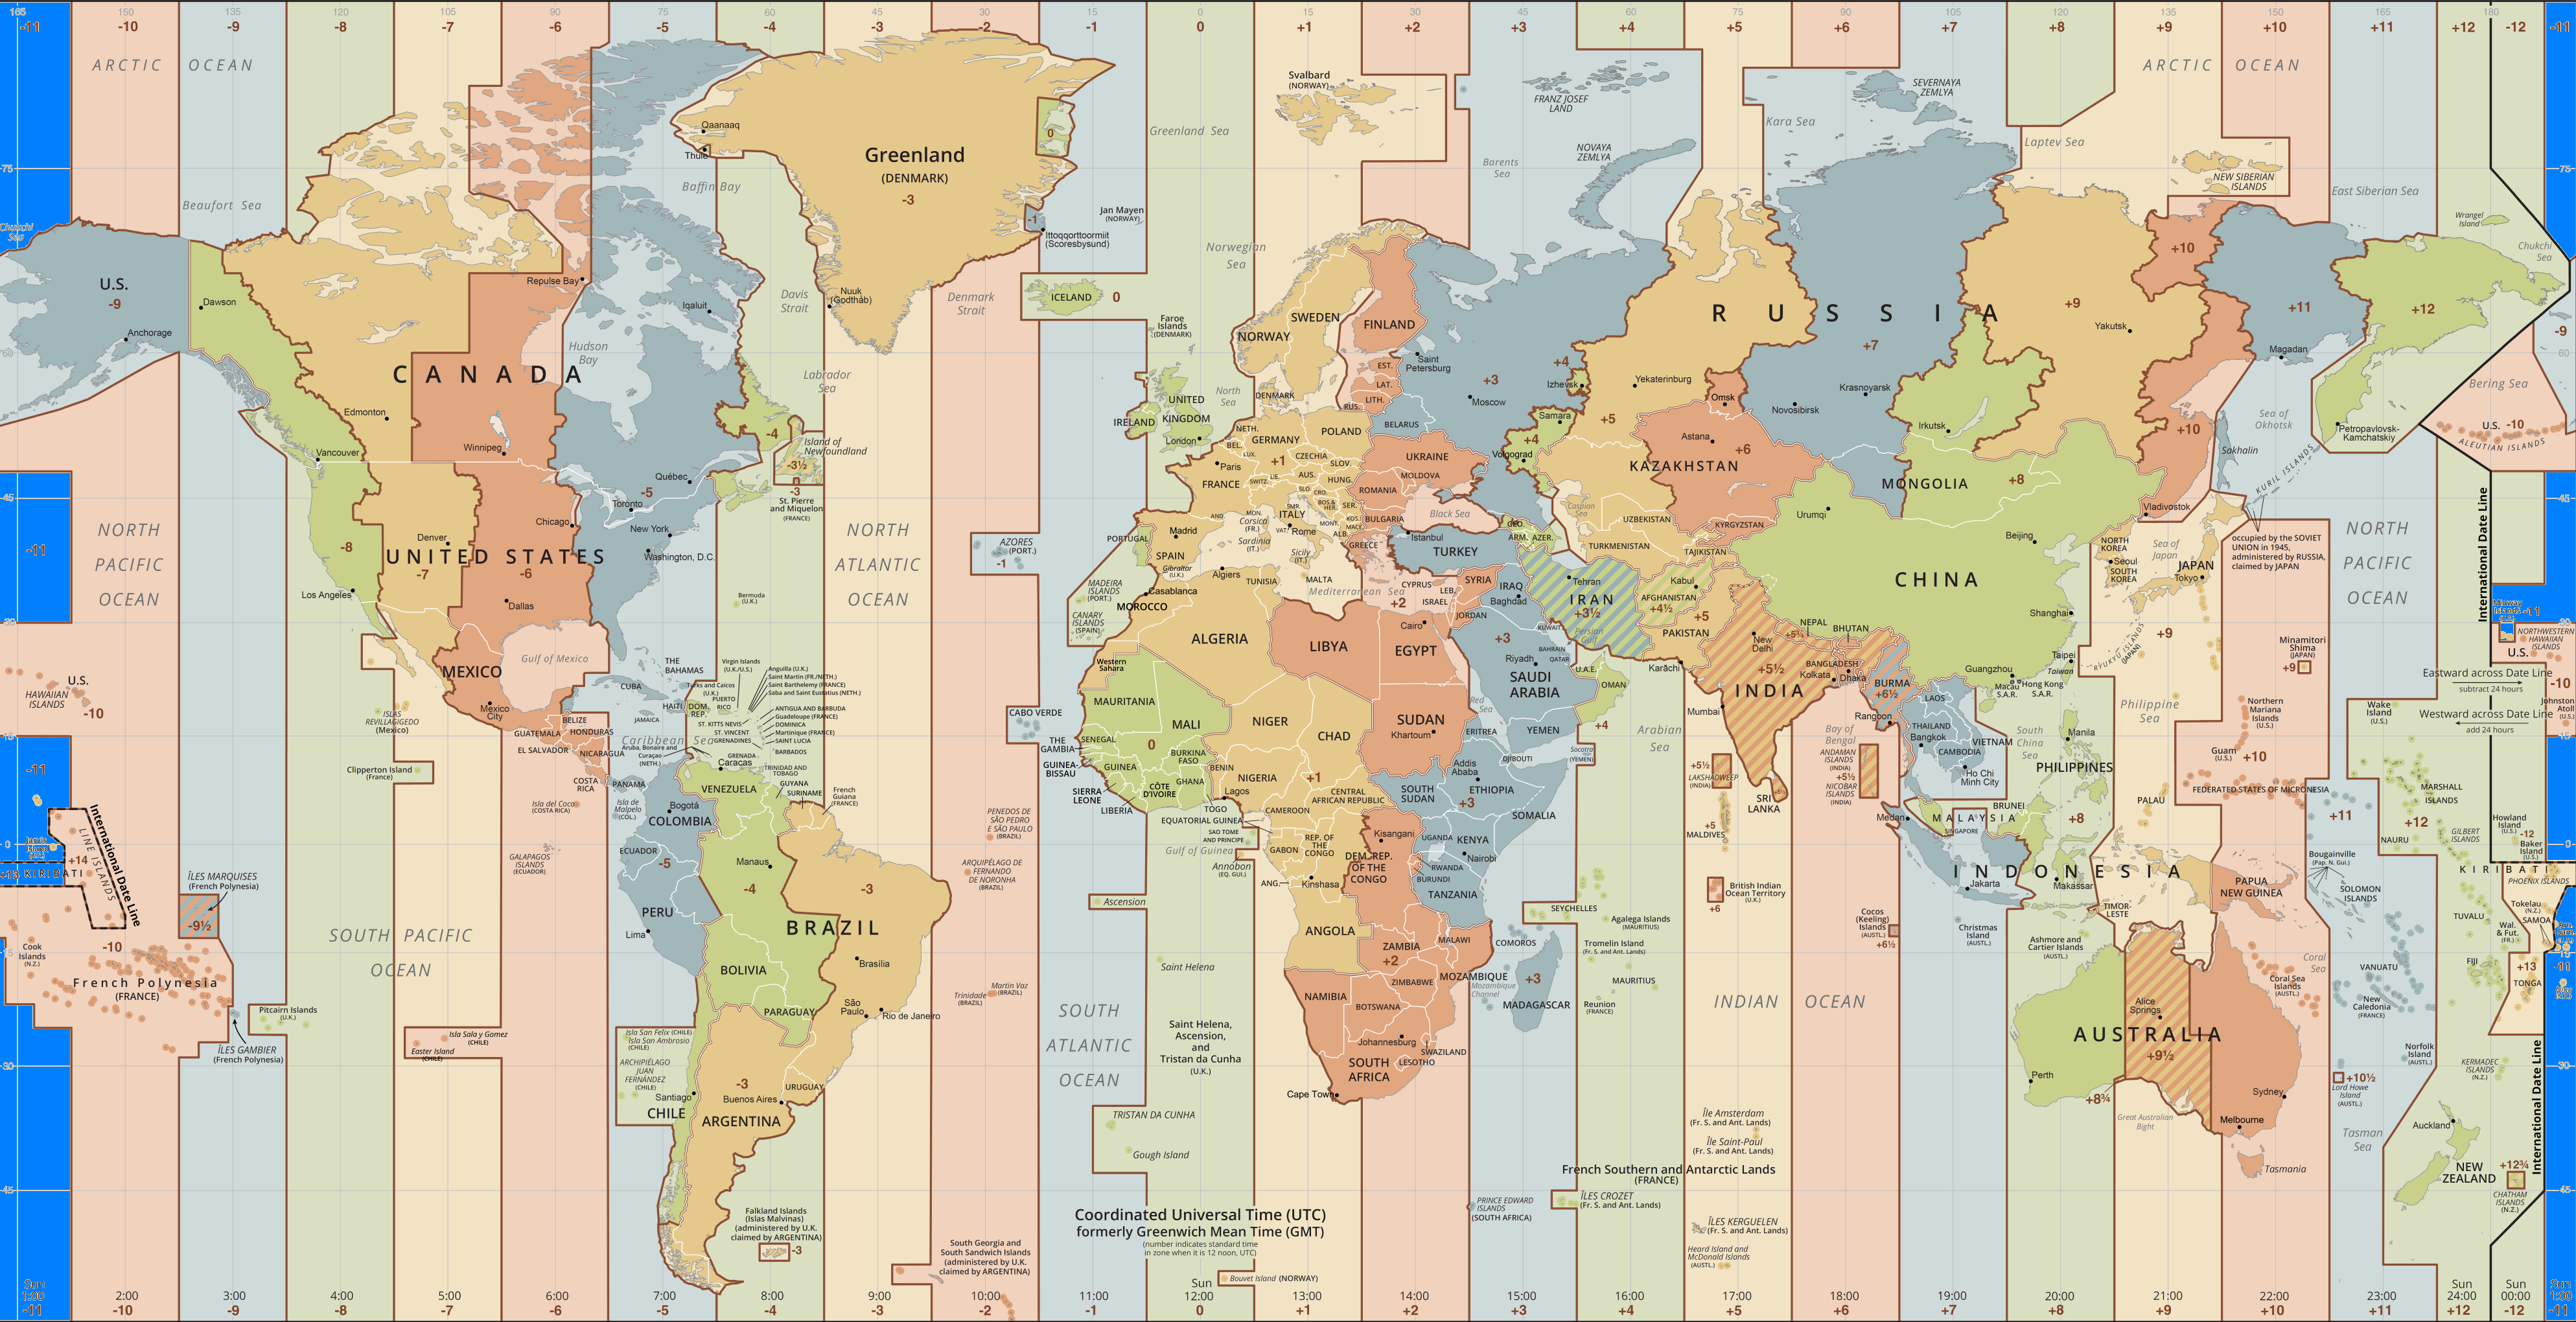 165 150 135 120 105 90 75 60 45 30 15 0 15 30 45 60 75 90 105 120 135 150 165 180
-11 -10 -9 -8 -7 -6 -5 -4 -3 -2 -1 0 +1 +2 +3 +4 +5 +6 +7 +8 +9 +10 +11 +12 -12 -11
ARCTIC OCEAN
Beaufort Sea
Chukchi
Sea
U.S.
-9
Anchorage
Dawson
CANADA
Edmonton
Vancouver
Winnipeg
Repulse Bay
Hudson
Bay
Iqaluit
Baffin Bay
Qaanaaq
Thule
Greenland
(DENMARK)
-3
0
-1
Ittoqqortoormiit
(Scoresbysund)
Nuuk
(Godthåb)
Davis
Strait
Denmark
Strait
Labrador
Sea
-4
Island of
Newfoundland
-3½
-3
St. Pierre
and Miquelon
(FRANCE)
Québec
-5
Toronto
Chicago
New York
Washington, D.C.
UNITED STATES
Denver
-8
-7
-6
Los Angeles
Dallas
Bermuda
(U.K.)
NORTH
PACIFIC
OCEAN
-11
NORTH
ATLANTIC
OCEAN
U.S.
HAWAIIAN
ISLANDS
-10
MEXICO
Mexico
City
Gulf of Mexico
ISLAS
REVILLAGIGEDO
(Mexico)
Clipperton Island
(France)
THE
BAHAMAS
CUBA
JAMAICA
HAITI
DOM.
REP.
PUERTO
RICO
Turks and Caicos
(U.K.)
Virgin Islands
(U.K./U.S.)
Anguilla (U.K.)
Saint Martin (FR./NETH.)
Saint Barthelemy (FRANCE)
Saba and Saint Eustatius (NETH.)
ANTIGUA AND BARBUDA
Guadeloupe (FRANCE)
DOMINICA
Martinique (FRANCE)
SAINT LUCIA
BARBADOS
ST. KITTS NEVIS
ST. VINCENT
GRENADINES
GRENADA
TRINIDAD AND
TOBAGO
Caribbean Sea
Aruba, Bonaire and
Curaçao
(NETH.)
BELIZE
GUATEMALA
HONDURAS
EL SALVADOR
NICARAGUA
COSTA
RICA
PANAMA
Isla del Coco
(COSTA RICA)
Isla de
Malpelo
(COL.)
Caracas
VENEZUELA
GUYANA
SURINAME
French
Guiana
(FRANCE)
Bogotá
COLOMBIA
ECUADOR
GALAPAGOS
ISLANDS
(ECUADOR)
-5
PERU
Lima
Manaus
-4
-3
BRAZIL
BOLIVIA
Brasília
PARAGUAY
São
Paulo
Rio de Janeiro
URUGUAY
-3
Buenos Aires
ARGENTINA
Santiago
CHILE
Isla San Felix (CHILE)
Isla San Ambrosio
(CHILE)
ARCHIPIÉLAGO
JUAN
FERNÁNDEZ
(CHILE)
Isla Sala y Gomez
(CHILE)
Easter Island
(CHILE)
Pitcairn Islands
(U.K.)
ÎLES MARQUISES
(French Polynesia)
-9½
ÎLES GAMBIER
(French Polynesia)
-10
French Polynesia
(FRANCE)
Cook
Islands
(N.Z.)
LINE ISLANDS
+14
KIRIBATI
International Date Line
SOUTH PACIFIC
OCEAN
Falkland Islands
(Islas Malvinas)
(administered by U.K.
claimed by ARGENTINA)
-3
South Georgia and
South Sandwich Islands
(administered by U.K.
claimed by ARGENTINA)
PENEDOS DE
SÃO PEDRO
E SÃO PAULO
(BRAZIL)
ARQUIPÉLAGO DE
FERNANDO
DE NORONHA
(BRAZIL)
Martin Vaz
(BRAZIL)
Trinidade
(BRAZIL)
Ascension
Saint Helena
SOUTH
ATLANTIC
OCEAN
Saint Helena,
Ascension,
and
Tristan da Cunha
(U.K.)
TRISTAN DA CUNHA
Gough Island
Coordinated Universal Time (UTC)
formerly Greenwich Mean Time (GMT)
(number indicates standard time
in zone when it is 12 noon, UTC)
Bouvet Island (NORWAY)
Jan Mayen
(NORWAY)
Greenland Sea
Svalbard
(NORWAY)
Norwegian
Sea
ICELAND 0
Faroe
Islands
(DENMARK)
North
Sea
NORWAY
SWEDEN
FINLAND
EST.
LAT.
LITH.
RUS.
DENMARK
UNITED
KINGDOM
IRELAND
London
NETH.
BEL.
LUX.
GERMANY
POLAND
BELARUS
CZECHIA
SLOV.
Paris
FRANCE
SWITZ.
LIE.
AUS.
HUNG.
+1
UKRAINE
MOLDOVA
ROMANIA
BULGARIA
SLO.
CRO.
BOS.&
HER.
SER.
MONT.
KOS.
MACE.
ALB.
GREECE
ITALY
SMR.
VAT.
Rome
MON.
AND.
Corsica
(FR.)
Sardinia
(IT.)
Sicily
(IT.)
MALTA
Madrid
SPAIN
PORTUGAL
Gibraltar
(U.K.)
AZORES
(PORT.)
-1
MADEIRA
ISLANDS
(PORT.)
CANARY
ISLANDS
(SPAIN)
Algiers
TUNISIA
Mediterranean Sea
Casablanca
MOROCCO
Western
Sahara
ALGERIA
LIBYA
EGYPT
Cairo
MAURITANIA
MALI
NIGER
CHAD
SUDAN
Khartoum
CABO VERDE
THE
GAMBIA
SENEGAL
GUINEA-
BISSAU
GUINEA
SIERRA
LEONE
LIBERIA
CÔTE
D'IVOIRE
BURKINA
FASO
GHANA
TOGO
BENIN
0
NIGERIA
Lagos
+1
CAMEROON
CENTRAL
AFRICAN REPUBLIC
EQUATORIAL GUINEA
SAO TOME
AND PRINCIPE
Gulf of Guinea
Annobon
(EQ. GUI.)
GABON
REP. OF
THE
CONGO
Kisangani
DEM. REP.
OF THE
CONGO
Kinshasa
ANG.
ANGOLA
ZAMBIA
+2
MALAWI
ZIMBABWE
NAMIBIA
BOTSWANA
MOZAMBIQUE
Mozambique
Channel
Johannesburg
SWAZILAND
LESOTHO
SOUTH
AFRICA
Cape Town
SOUTH
SUDAN
ETHIOPIA
Addis
Ababa
+3
ERITREA
DJIBOUTI
SOMALIA
UGANDA
KENYA
Nairobi
RWANDA
BURUNDI
TANZANIA
COMOROS
MADAGASCAR
+3
SEYCHELLES
Agalega Islands
(MAURITIUS)
Tromelin Island
(Fr. S. and Ant. Lands)
MAURITIUS
Reunion
(FRANCE)
Barents
Sea
FRANZ JOSEF
LAND
NOVAYA
ZEMLYA
Kara Sea
SEVERNAYA
ZEMLYA
Laptev Sea
ARCTIC OCEAN
NEW SIBERIAN
ISLANDS
East Siberian Sea
Wrangel
Island
Chukchi
Sea
RUSSIA
Saint
Petersburg
Moscow
+3
+4
Izhevsk
Samara
+4
Volgograd
Yekaterinburg
+5
Omsk
Novosibirsk
Krasnoyarsk
+7
Irkutsk
+8
Yakutsk
+9
+10
+10
+11
Magadan
+12
Petropavlovsk-
Kamchatskiy
Vladivostok
Sakhalin
Sea of
Okhotsk
KURIL ISLANDS
occupied by the SOVIET
UNION in 1945,
administered by RUSSIA,
claimed by JAPAN
Bering Sea
U.S. -10
ALEUTIAN ISLANDS
-9
Astana
+6
KAZAKHSTAN
Caspian
Sea
Black Sea
GEO.
ARM.
AZER.
UZBEKISTAN
TURKMENISTAN
KYRGYZSTAN
TAJIKISTAN
Istanbul
TURKEY
CYPRUS
SYRIA
LEB.
ISRAEL
JORDAN
+2
IRAQ
Baghdad
Tehran
IRAN
+3½
Kabul
AFGHANISTAN
+4½
KUWAIT
Persian
Gulf
BAHRAIN
QATAR
U.A.E.
OMAN
+4
+3
Riyadh
SAUDI
ARABIA
Red
Sea
YEMEN
Socotra
(YEMEN)
Arabian
Sea
+5
PAKISTAN
Karāchi
New
Delhi
NEPAL
+5¾
BHUTAN
BANGLADESH
Dhaka
Kolkata
+5½
INDIA
Mumbai
SRI
LANKA
+5½
LAKSHADWEEP
(INDIA)
+5
MALDIVES
British Indian
Ocean Territory
(U.K.)
+6
INDIAN OCEAN
Bay of
Bengal
ANDAMAN
ISLANDS
(INDIA)
+5½
NICOBAR
ISLANDS
(INDIA)
BURMA
+6½
Rangoon
MONGOLIA
Urumqi
CHINA
Beijing
Shanghai
Guangzhou
Macau
S.A.R.
Hong Kong
S.A.R.
Taipei
Taiwan
NORTH
KOREA
Seoul
SOUTH
KOREA
Sea of
Japan
JAPAN
Tokyo
+9
RYUKYU ISLANDS
(JAPAN)
LAOS
THAILAND
Bangkok
CAMBODIA
VIETNAM
Ho Chi
Minh City
South
China
Sea
Manila
PHILIPPINES
Philippine
Sea
+8
BRUNEI
MALAYSIA
SINGAPORE
Medan
INDONESIA
Jakarta
Makassar
TIMOR-
LESTE
PALAU
Cocos
(Keeling)
Islands
(AUSTL.)
+6½
Christmas
Island
(AUSTL.)
Ashmore and
Cartier Islands
(AUSTL.)
PAPUA
NEW GUINEA
Bougainville
(Pap. N. Gui.)
SOLOMON
ISLANDS
AUSTRALIA
Perth
+8¾
Alice
Springs
+9½
Great Australian
Bight
Sydney
Melbourne
Tasmania
Tasman
Sea
Coral
Sea
Coral Sea
Islands
(AUSTL.)
VANUATU
New
Caledonia
(FRANCE)
Norfolk
Island
(AUSTL.)
+10½
Lord Howe
Island
(AUSTL.)
Auckland
NEW
ZEALAND
+12¾
CHATHAM
ISLANDS
(N.Z.)
KERMADEC
ISLANDS
(N.Z.)
FIJI
TONGA
+13
SAMOA
Tokelau
(N.Z.)
Wal.
& Fut.
(FR.)
TUVALU
KIRIBATI
PHOENIX ISLANDS
NAURU
GILBERT
ISLANDS
MARSHALL
ISLANDS
+12
+11
Howland
Island
(U.S.)
-12
Baker
Island
(U.S.)
Wake
Island
(U.S.)
Johnston
Atoll
(U.S.)
Northern
Mariana
Islands
(U.S.)
Guam
(U.S.)
+10
FEDERATED STATES OF MICRONESIA
Minamitori
Shima
(JAPAN)
+9
NORTH
PACIFIC
OCEAN
International Date Line
Midway
Islands
-11
NORTHWESTERN
HAWAIIAN
ISLANDS
U.S.
-10
Eastward across Date Line
subtract 24 hours
Westward across Date Line
add 24 hours
International Date Line
Île Amsterdam
(Fr. S. and Ant. Lands)
Île Saint-Paul
(Fr. S. and Ant. Lands)
French Southern and Antarctic Lands
(FRANCE)
PRINCE EDWARD
ISLANDS
(SOUTH AFRICA)
ÎLES CROZET
(Fr. S. and Ant. Lands)
ÎLES KERGUELEN
(Fr. S. and Ant. Lands)
Heard Island and
McDonald Islands
(AUSTL.)
Sun Sun Sun Sun Sun
1:00 2:00 3:00 4:00 5:00 6:00 7:00 8:00 9:00 10:00 11:00 12:00 13:00 14:00 15:00 16:00 17:00 18:00 19:00 20:00 21:00 22:00 23:00 24:00 00:00 1:00
-11 -10 -9 -8 -7 -6 -5 -4 -3 -2 -1 0 +1 +2 +3 +4 +5 +6 +7 +8 +9 +10 +11 +12 -12 -11